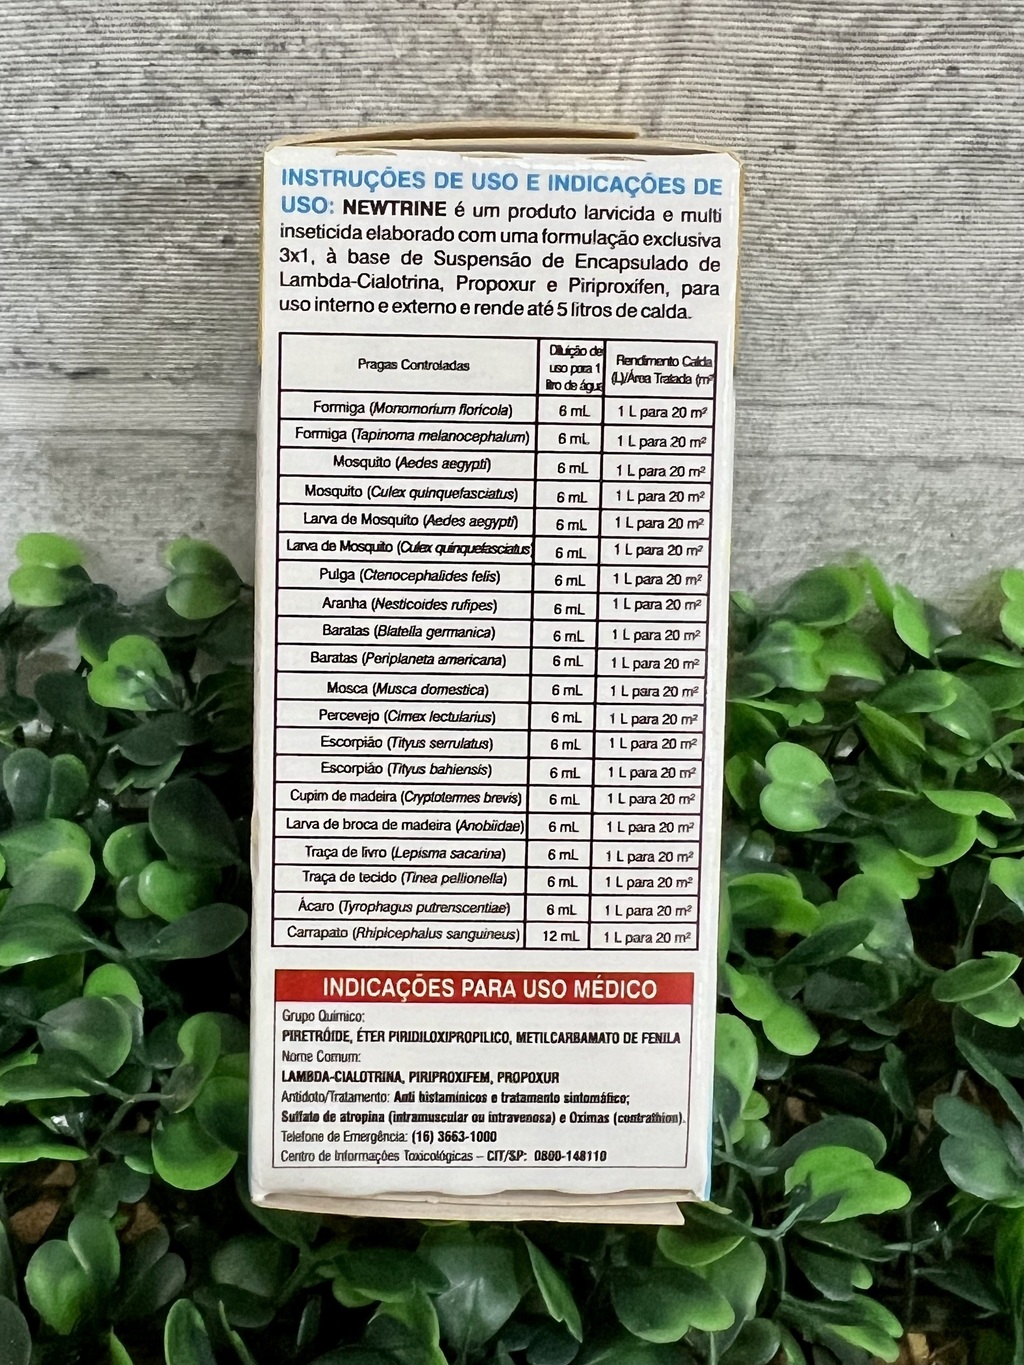 INSTRUÇÕES DE USO E INDICAÇÕES DE
USO: NEWTRINE é um produto larvicida e multi
inseticida elaborado com uma formulação exclusiva
3x1, à base de Suspensão de Encapsulado de
Lambda-Cialotrina, Propoxur e Piriproxifen, para
uso interno e externo e rende até 5 litros de calda.
Pragas Controladas
Diluição de
uso para 1
litro de água
Rendimento Calda
(L)/Área Tratada (m²
Formiga (Monomorium floricola) 6 mL 1 L para 20 m²
Formiga (Tapinoma melanocephalum) 6 mL 1 L para 20 m²
Mosquito (Aedes aegypti) 6 mL 1 L para 20 m²
Mosquito (Culex quinquefasciatus) 6 mL 1 L para 20 m²
Larva de Mosquito (Aedes aegypti) 6 mL 1 L para 20 m²
Larva de Mosquito (Culex quinquefasciatus) 6 mL 1 L para 20 m²
Pulga (Ctenocephalides felis) 6 mL 1 L para 20 m²
Aranha (Nesticoides rufipes) 6 mL 1 L para 20 m²
Baratas (Blatella germanica) 6 mL 1 L para 20 m²
Baratas (Periplaneta americana) 6 mL 1 L para 20 m²
Mosca (Musca domestica) 6 mL 1 L para 20 m²
Percevejo (Cimex lectularius) 6 mL 1 L para 20 m²
Escorpião (Tityus serrulatus) 6 mL 1 L para 20 m²
Escorpião (Tityus bahiensis) 6 mL 1 L para 20 m²
Cupim de madeira (Cryptotermes brevis) 6 mL 1 L para 20 m²
Larva de broca de madeira (Anobiidae) 6 mL 1 L para 20 m²
Traça de livro (Lepisma sacarina) 6 mL 1 L para 20 m²
Traça de tecido (Tinea pellionella) 6 mL 1 L para 20 m²
Ácaro (Tyrophagus putrenscentiae) 6 mL 1 L para 20 m²
Carrapato (Rhipicephalus sanguineus) 12 mL 1 L para 20 m²
INDICAÇÕES PARA USO MÉDICO
Grupo Químico:
PIRETRÓIDE, ÉTER PIRIDILOXIPROPILICO, METILCARBAMATO DE FENILA
Nome Comum:
LAMBDA-CIALOTRINA, PIRIPROXIFEM, PROPOXUR
Antídoto/Tratamento: Anti histamínicos e tratamento sintomáfico;
Sulfato de atropina (intramuscular ou intravenosa) e Oximas (contrathion).
Telefone de Emergência: (16) 3663-1000
Centro de Informações Toxicológicas – CIT/SP: 0800-148110